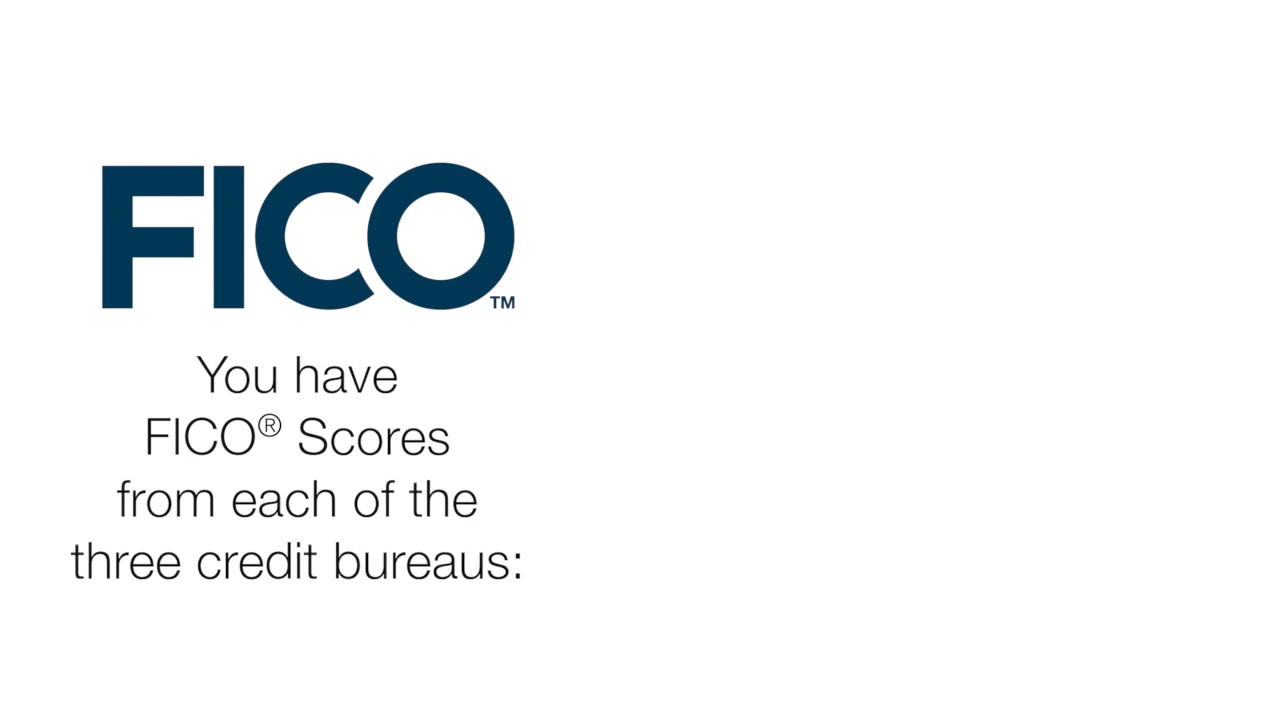 FICO™
You have
FICO® Scores
from each of the
three credit bureaus: